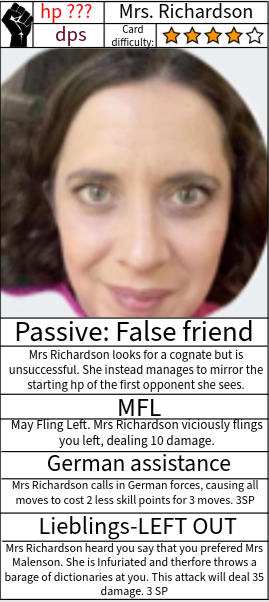 hp ???
Mrs. Richardson
dps
Card
difficulty:
Passive: False friend
Mrs Richardson looks for a cognate but is
unsuccessful. She instead manages to mirror the
starting hp of the first opponent she sees.
MFL
May Fling Left. Mrs Richardson viciously flings
you left, dealing 10 damage.
German assistance
Mrs Richardson calls in German forces, causing all
moves to cost 2 less skill points for 3 moves. 3SP
Lieblings-LEFT OUT
Mrs Richardson heard you say that you prefered Mrs
Malenson. She is Infuriated and therfore throws a
barage of dictionaries at you. This attack will deal 35
damage. 3 SP